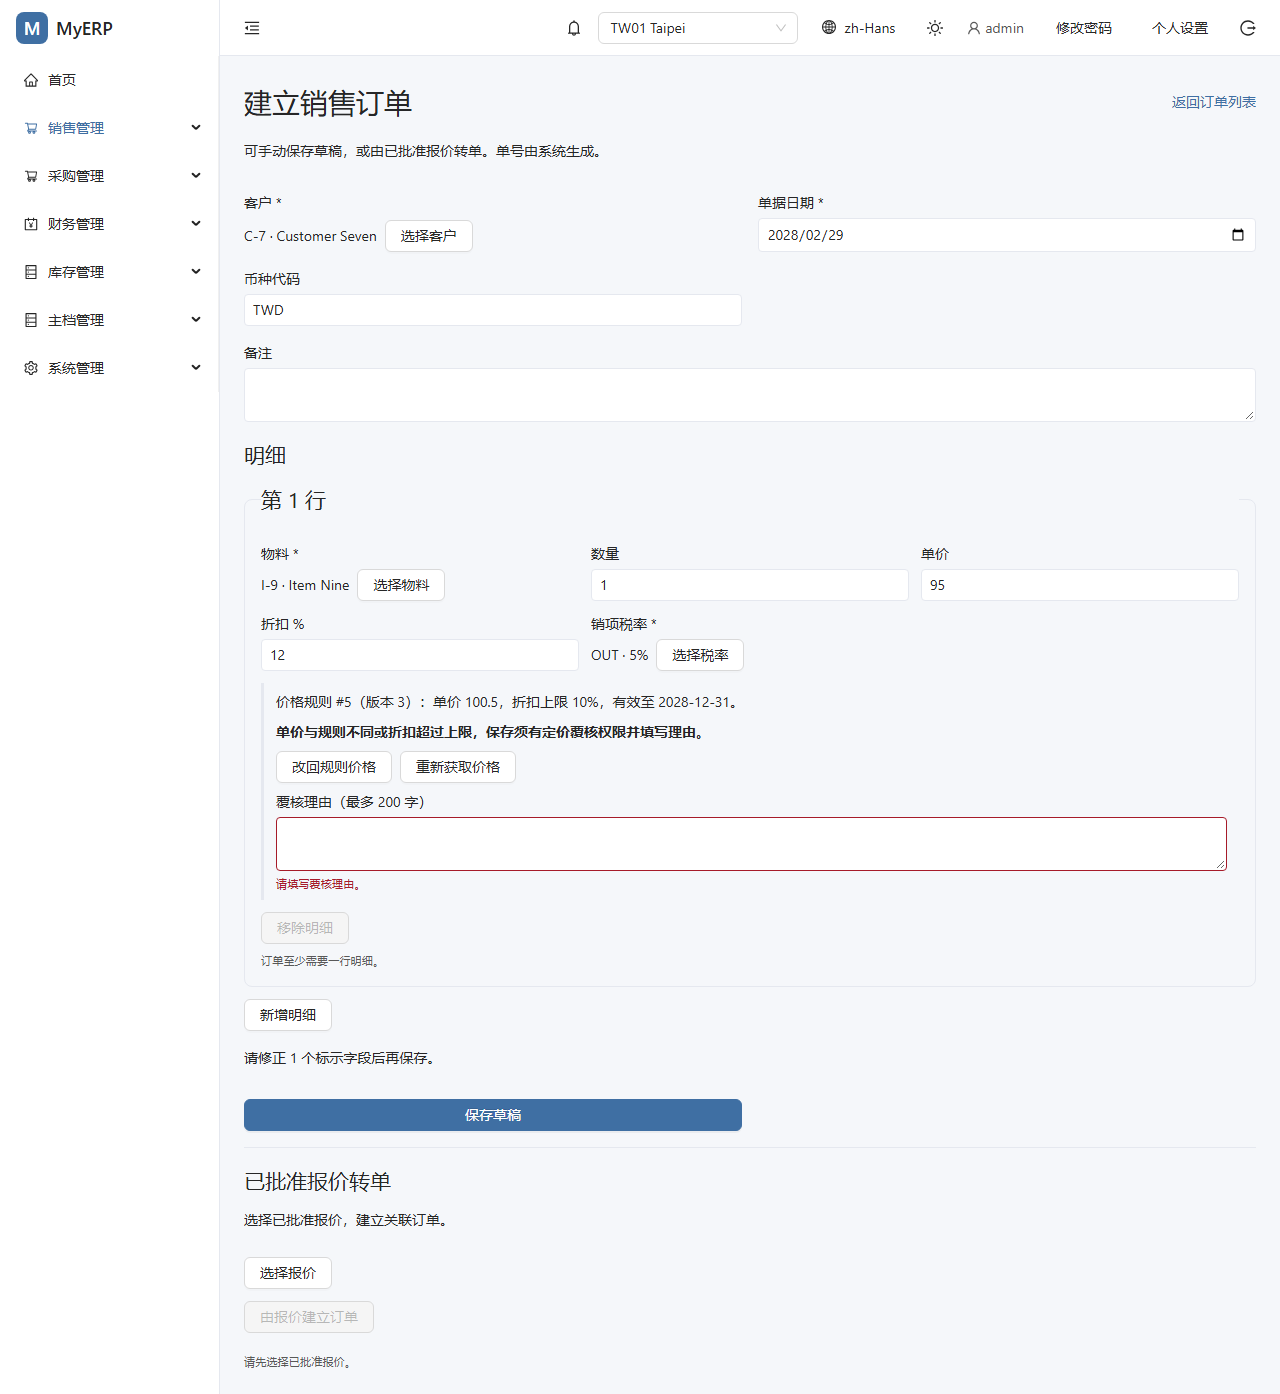 M MyERP
TW01 Taipei
zh-Hans
admin
修改密码
个人设置
首页
销售管理
采购管理
财务管理
库存管理
主档管理
系统管理
建立销售订单
返回订单列表
可手动保存草稿，或由已批准报价转单。单号由系统生成。
客户 *
单据日期 *
C-7 · Customer Seven 选择客户
2028/02/29
币种代码
TWD
备注
明细
第 1 行
物料 *
数量
单价
I-9 · Item Nine 选择物料
1
95
折扣 %
销项税率 *
12
OUT · 5% 选择税率
价格规则 #5（版本 3）：单价 100.5，折扣上限 10%，有效至 2028-12-31。
单价与规则不同或折扣超过上限，保存须有定价覆核权限并填写理由。
改回规则价格 重新获取价格
覆核理由（最多 200 字）
请填写覆核理由。
移除明细
订单至少需要一行明细。
新增明细
请修正 1 个标示字段后再保存。
保存草稿
已批准报价转单
选择已批准报价，建立关联订单。
选择报价
由报价建立订单
请先选择已批准报价。